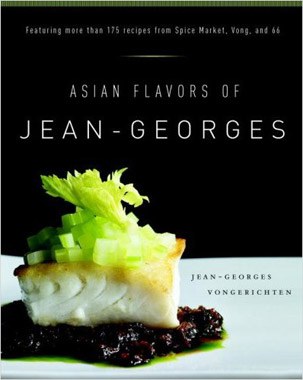 Featuring more than 175 recipes from Spice Market, Vong, and 66
ASIAN FLAVORS OF
JEAN-GEORGES
JEAN-GEORGES
VONGERICHTEN